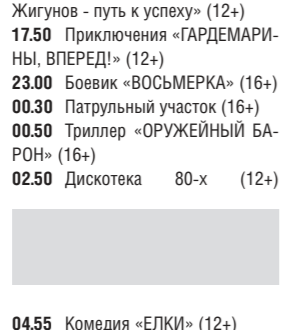 Жигунов - путь к успеху» (12+)
17.50 Приключения «ГАРДЕМАРИ-
НЫ, ВПЕРЕД!» (12+)
23.00 Боевик «ВОСЬМЕРКА» (16+)
00.30 Патрульный участок (16+)
00.50 Триллер «ОРУЖЕЙНЫЙ БА-
РОН» (16+)
02.50 Дискотека 80-х (12+)
04.55 Комедия «ЕЛКИ» (12+)